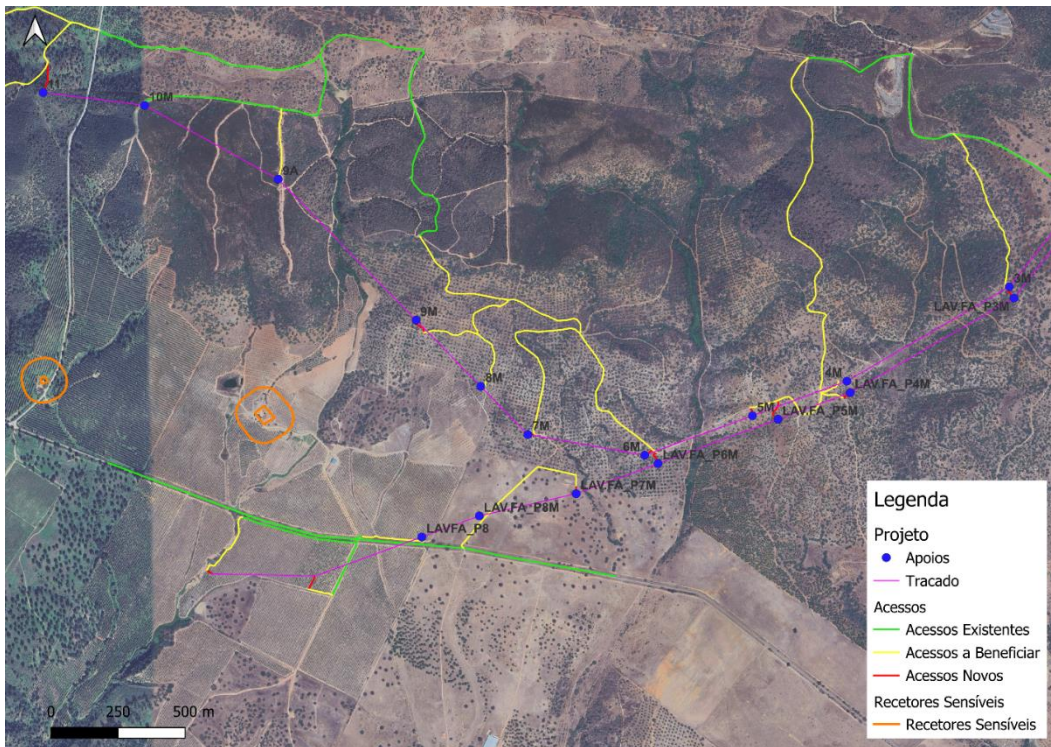 11
10M
9A
9M
8M
7M
6M
LAV.FA_P6M
5M
LAV.FA_P5M
4M
LAV.FA_P4M
3M
LAV.FA_P3M
LAV.FA_P7M
LAV.FA_P8M
LAVFA_P8
Legenda
Projeto
Apoios
Tracado
Acessos
Acessos Existentes
Acessos a Beneficiar
Acessos Novos
Recetores Sensíveis
Recetores Sensíveis
0 250 500 m